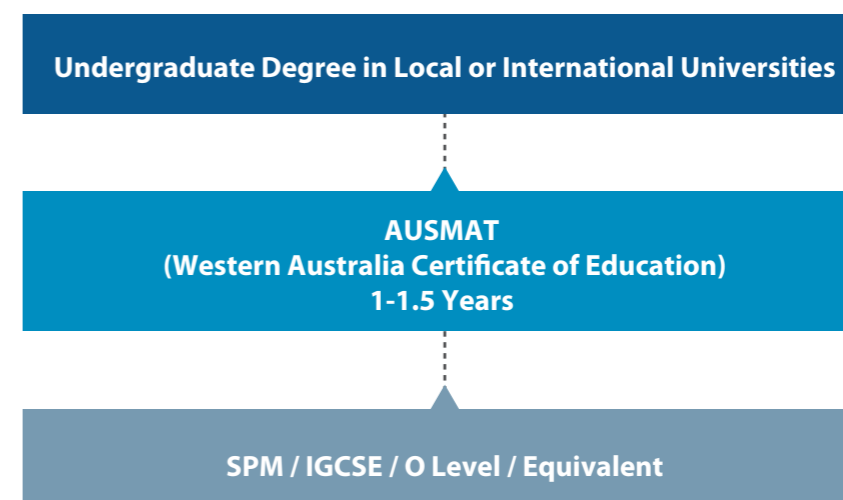 Undergraduate Degree in Local or International Universities
AUSMAT
(Western Australia Certificate of Education)
1-1.5 Years
SPM / IGCSE / O Level / Equivalent